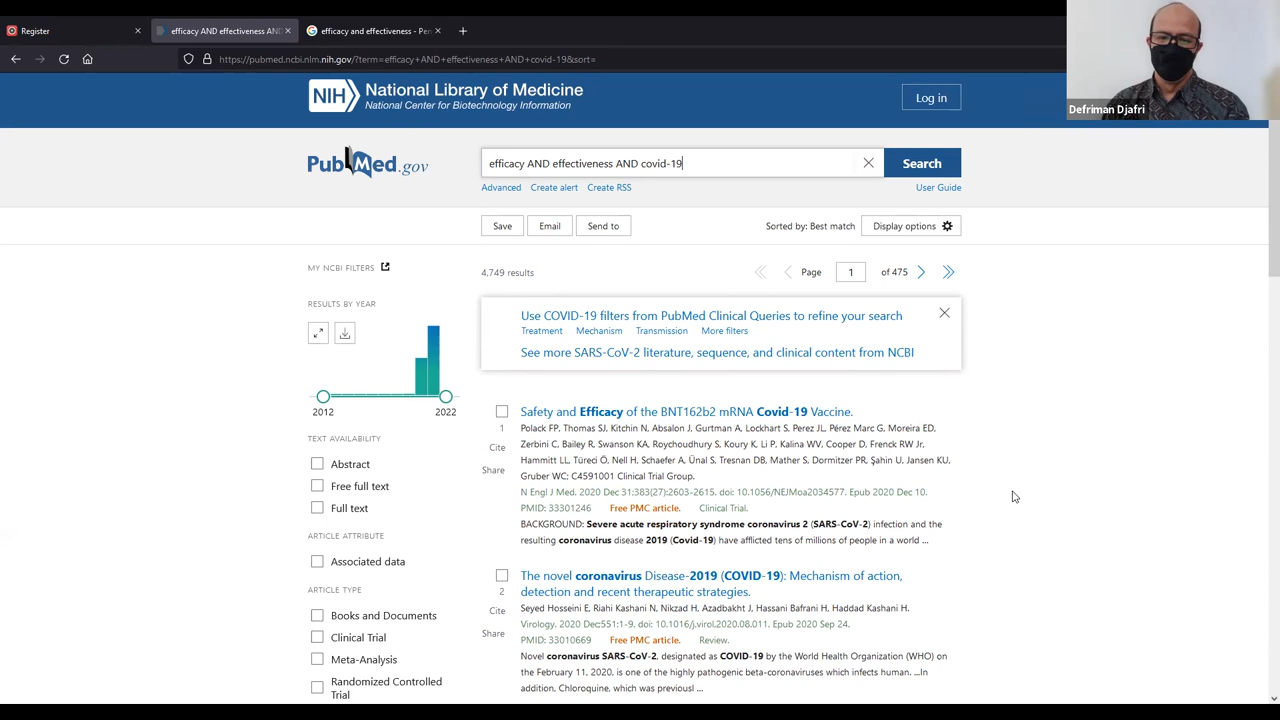 Register
efficacy AND effectiveness AND
efficacy and effectiveness - Pen
https://pubmed.ncbi.nlm.nih.gov/?term=efficacy+AND+effectiveness+AND+covid-19&sort=
Defriman Djafri
NIH National Library of Medicine
National Center for Biotechnology Information
Log in
PubMed.gov
efficacy AND effectiveness AND covid-19
Search
Advanced Create alert Create RSS User Guide
Save Email Send to Sorted by: Best match Display options
MY NCBI FILTERS
4,749 results
Page 1 of 475
RESULTS BY YEAR
2012 2022
Use COVID-19 filters from PubMed Clinical Queries to refine your search
Treatment Mechanism Transmission More filters
See more SARS-CoV-2 literature, sequence, and clinical content from NCBI
TEXT AVAILABILITY
Abstract
Free full text
Full text
ARTICLE ATTRIBUTE
Associated data
ARTICLE TYPE
Books and Documents
Clinical Trial
Meta-Analysis
Randomized Controlled
Trial
1
Cite
Share
Safety and Efficacy of the BNT162b2 mRNA Covid-19 Vaccine.
Polack FP, Thomas SJ, Kitchin N, Absalon J, Gurtman A, Lockhart S, Perez JL, Pérez Marc G, Moreira ED,
Zerbini C, Bailey R, Swanson KA, Roychoudhury S, Koury K, Li P, Kalina WV, Cooper D, Frenck RW Jr,
Hammitt LL, Türeci Ö, Nell H, Schaefer A, Ünal S, Tresnan DB, Mather S, Dormitzer PR, Şahin U, Jansen KU,
Gruber WC; C4591001 Clinical Trial Group.
N Engl J Med. 2020 Dec 31;383(27):2603-2615. doi: 10.1056/NEJMoa2034577. Epub 2020 Dec 10.
PMID: 33301246 Free PMC article. Clinical Trial.
BACKGROUND: Severe acute respiratory syndrome coronavirus 2 (SARS-CoV-2) infection and the
resulting coronavirus disease 2019 (Covid-19) have afflicted tens of millions of people in a world ...
2
Cite
Share
The novel coronavirus Disease-2019 (COVID-19): Mechanism of action,
detection and recent therapeutic strategies.
Seyed Hosseini E, Riahi Kashani N, Nikzad H, Azadbakht J, Hassani Bafrani H, Haddad Kashani H.
Virology. 2020 Dec;551:1-9. doi: 10.1016/j.virol.2020.08.011. Epub 2020 Sep 24.
PMID: 33010669 Free PMC article. Review.
Novel coronavirus SARS-CoV-2, designated as COVID-19 by the World Health Organization (WHO) on
the February 11, 2020, is one of the highly pathogenic beta-coronaviruses which infects human. ...In
addition, Chloroquine, which was previousl ...